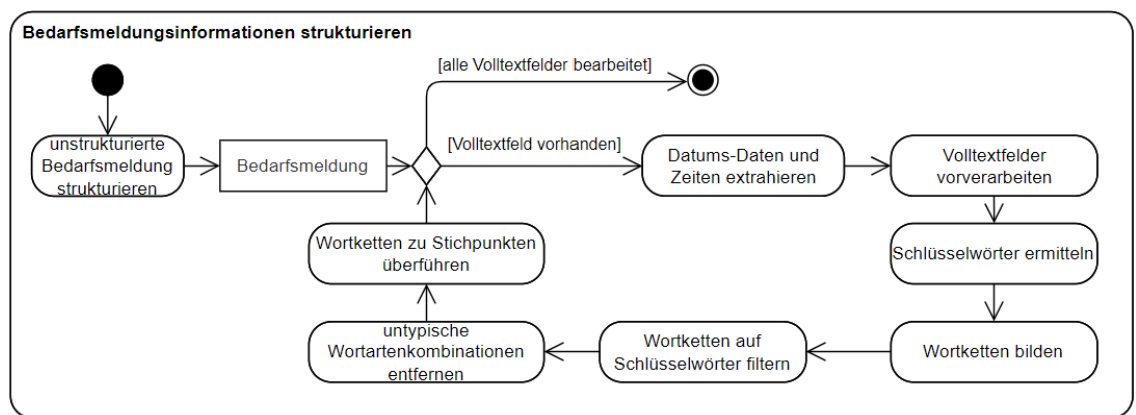 Bedarfsmeldungsinformationen strukturieren
[alle Volltextfelder bearbeitet]
unstrukturierte
Bedarfsmeldung
strukturieren
Bedarfsmeldung
[Volltextfeld vorhanden]
Datums-Daten und
Zeiten extrahieren
Volltextfelder
vorverarbeiten
Schlüsselwörter ermitteln
Wortketten bilden
Wortketten auf
Schlüsselwörter filtern
untypische
Wortartenkombinationen
entfernen
Wortketten zu Stichpunkten
überführen